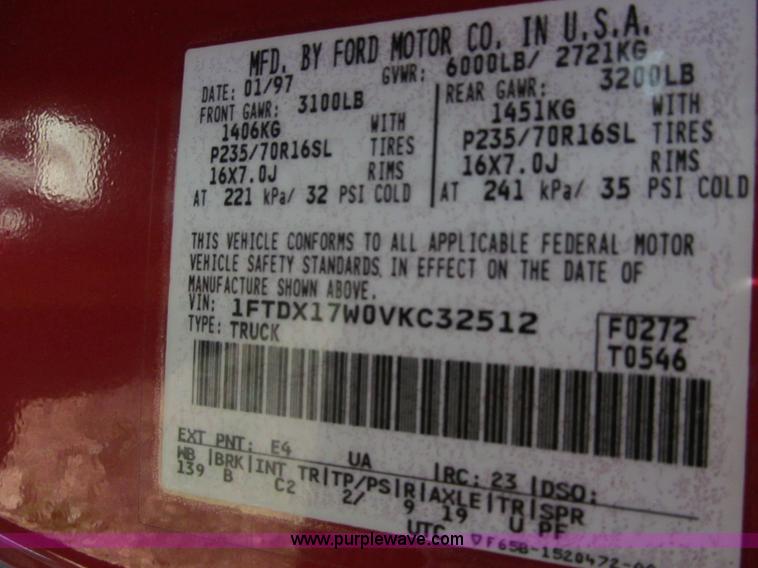 MFD. BY FORD MOTOR CO. IN U.S.A.
DATE: 01/97 GVWR: 6000LB/ 2721KG
FRONT GAWR: 3100LB REAR GAWR: 3200LB
1406KG WITH 1451KG WITH
P235/70R16SL TIRES P235/70R16SL TIRES
16X7.0J RIMS 16X7.0J RIMS
AT 221 kPa/ 32 PSI COLD AT 241 kPa/ 35 PSI COLD
THIS VEHICLE CONFORMS TO ALL APPLICABLE FEDERAL MOTOR
VEHICLE SAFETY STANDARDS IN EFFECT ON THE DATE OF
MANUFACTURE SHOWN ABOVE.
VIN: 1FTDX17W0VKC32512 F0272
TYPE: TRUCK T0546
EXT PNT: E4 UA RC: 23 DSO:
WB BRK INT TR TP/PS R AXLE TR SPR
139 B C2 2/ 9 19 U PF
UTC
www.purplewave.com